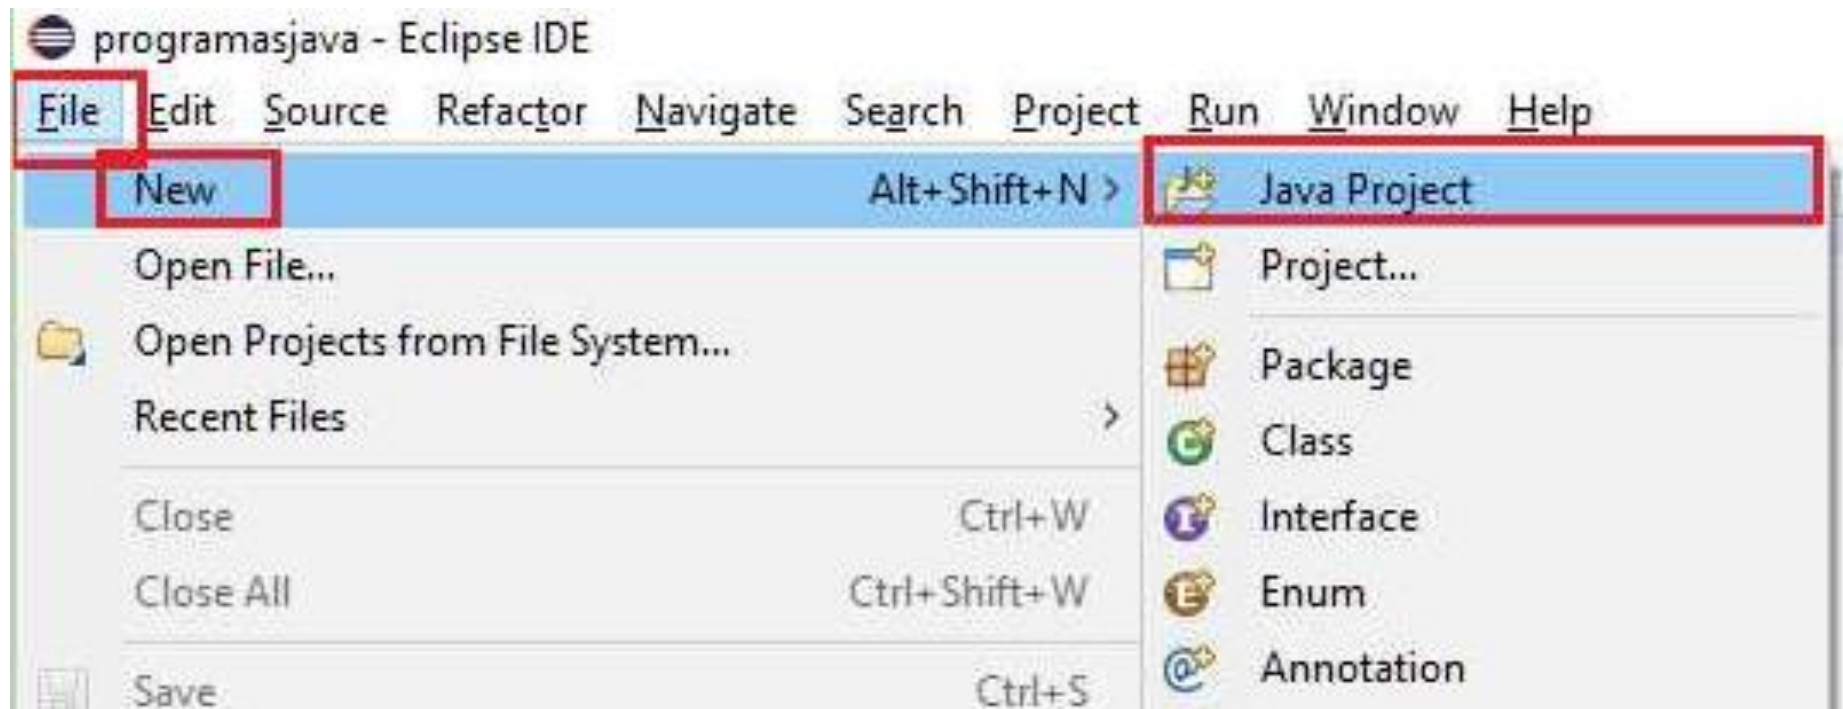 programasjava - Eclipse IDE
File Edit Source Refactor Navigate Search Project Run Window Help
New Alt+Shift+N >
Open File...
Open Projects from File System...
Recent Files >
Close Ctrl+W
Close All Ctrl+Shift+W
Save Ctrl+S
Java Project
Project...
Package
Class
Interface
Enum
Annotation